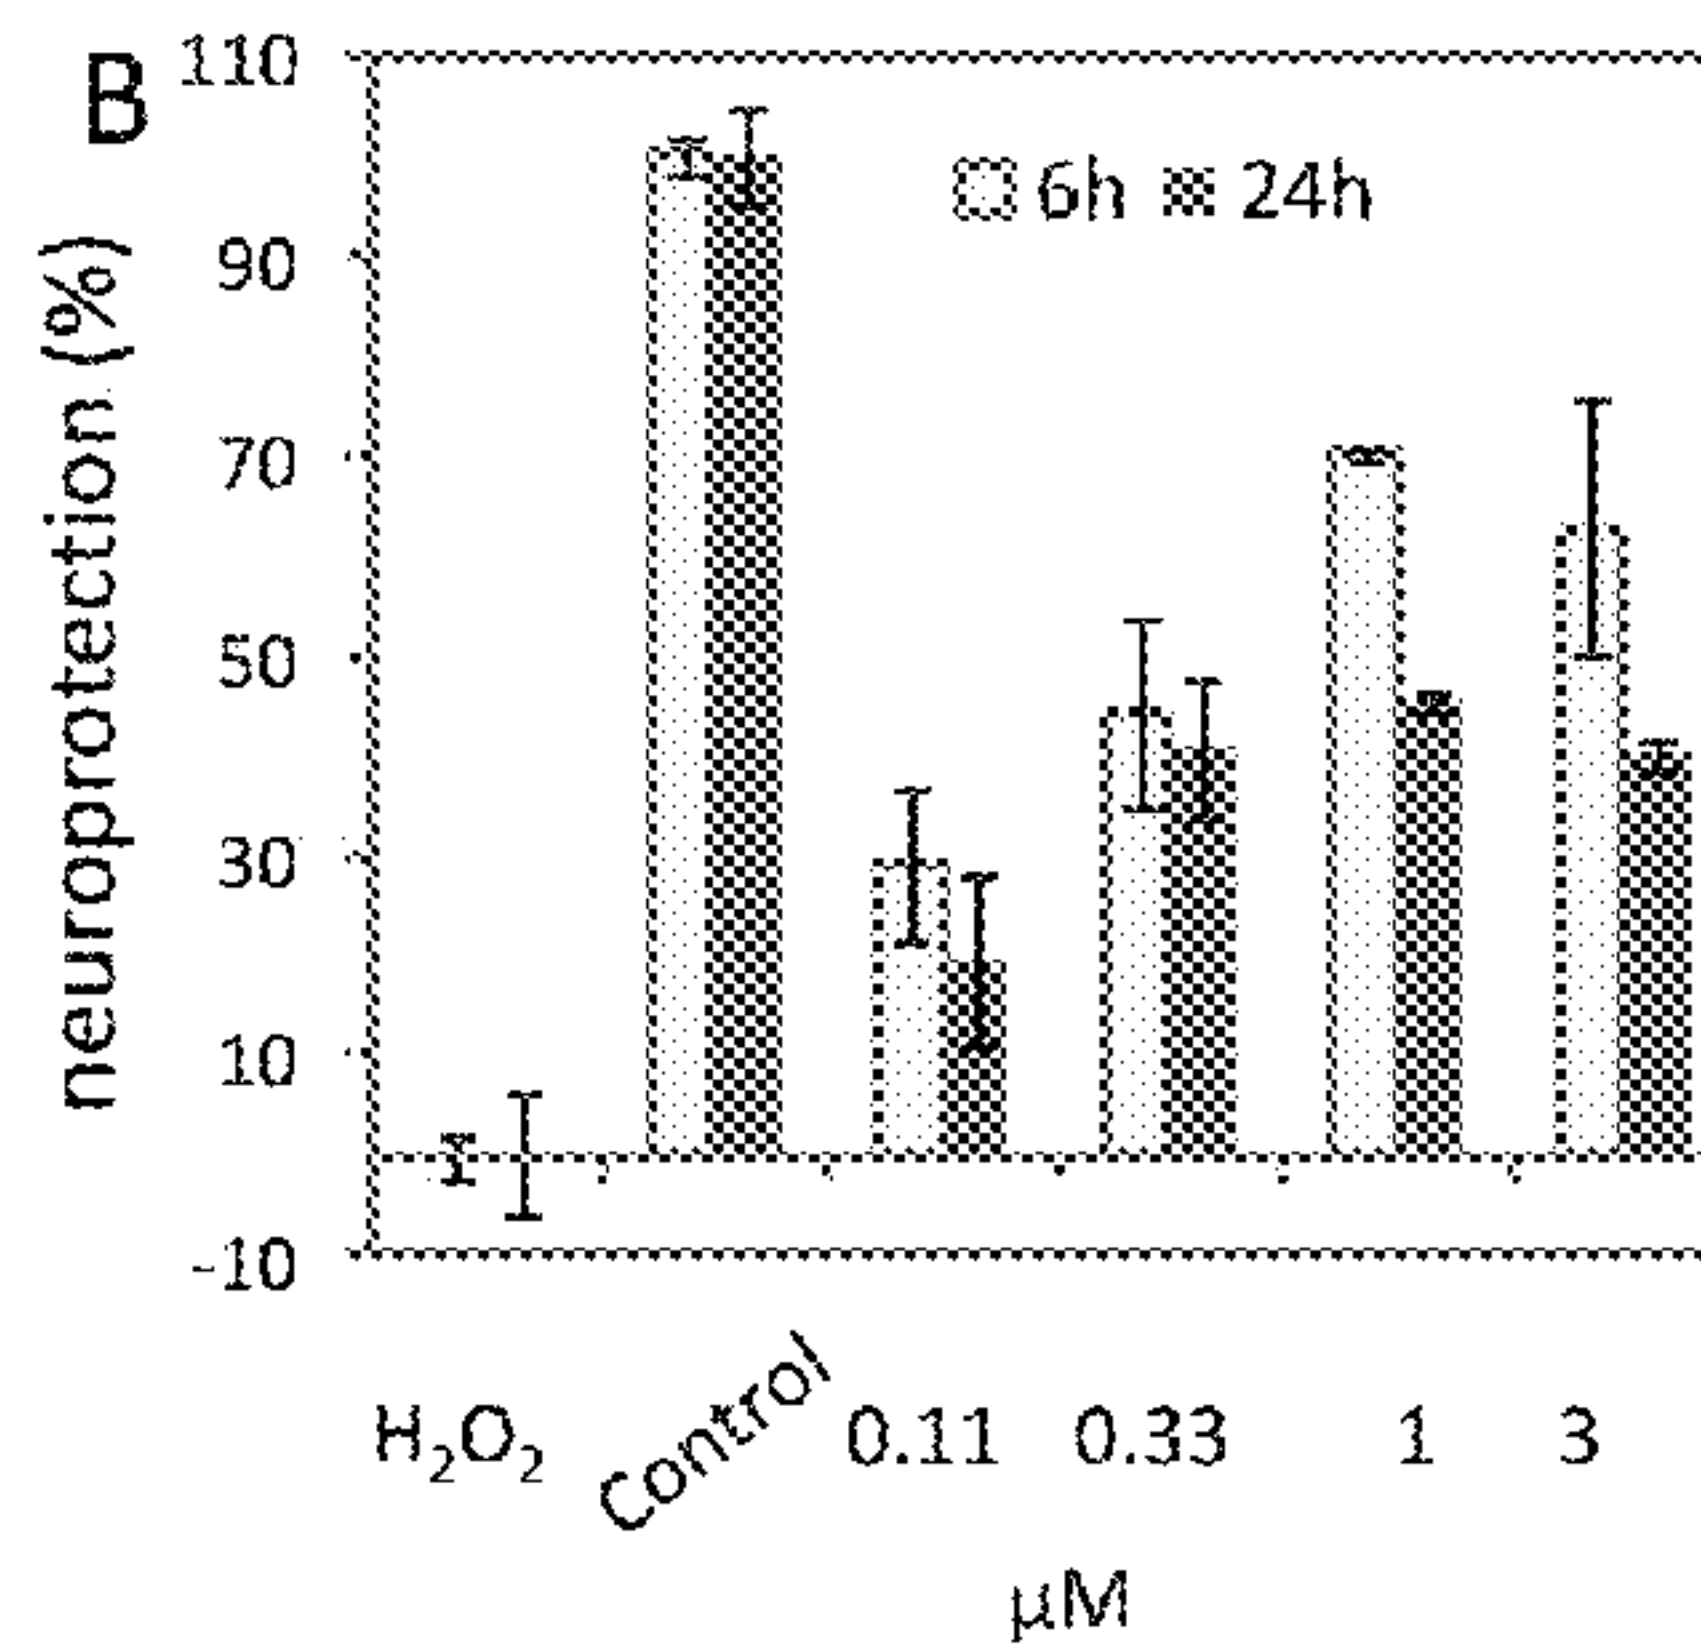 B
110
90
70
50
30
10
-10
neuroprotection (%)
6h 24h
H₂O₂ Control 0.11 0.33 1 3
µM